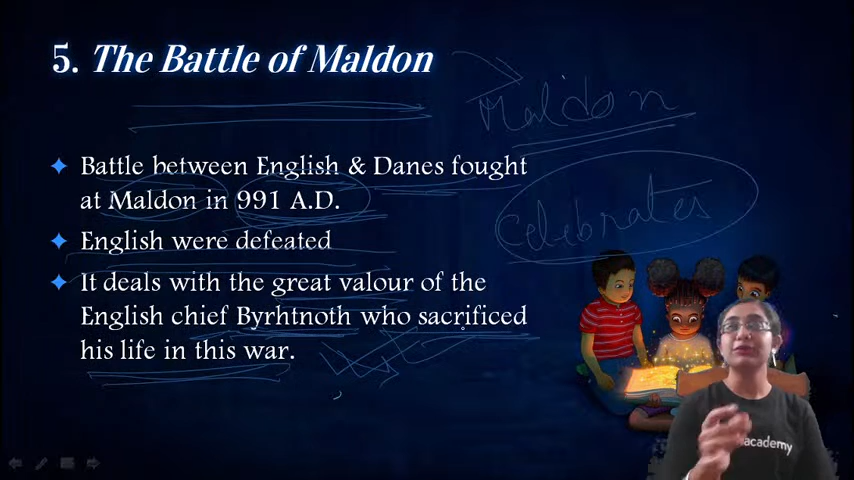 5. The Battle of Maldon
Maldon
Battle between English & Danes fought
at Maldon in 991 A.D.
celebrates
English were defeated
It deals with the great valour of the
English chief Byrhtnoth who sacrificed
his life in this war.
academy